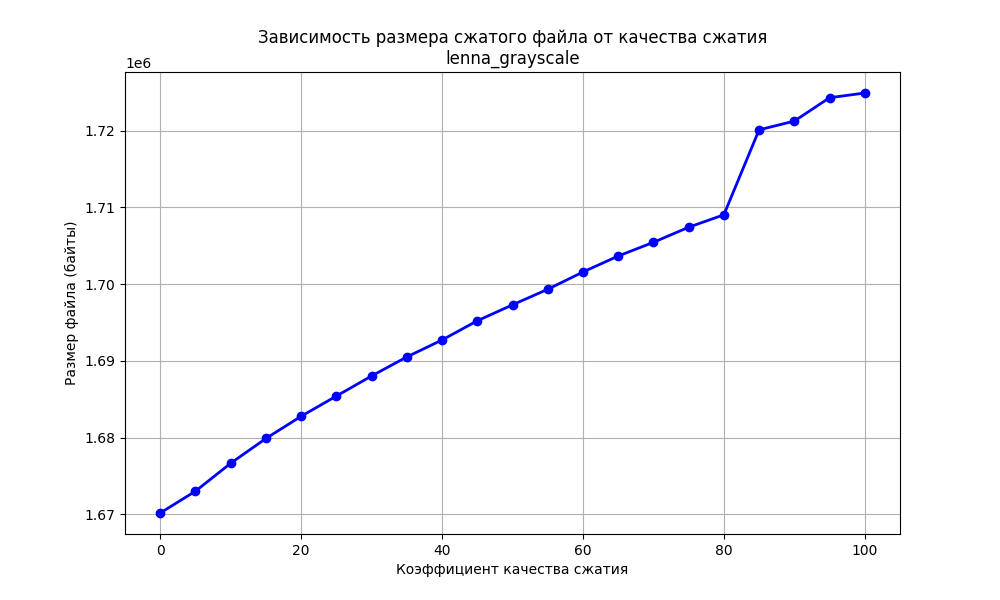 Зависимость размера сжатого файла от качества сжатия
lenna_grayscale
1e6
1.72
1.71
1.70
1.69
1.68
1.67
Размер файла (байты)
0 20 40 60 80 100
Коэффициент качества сжатия